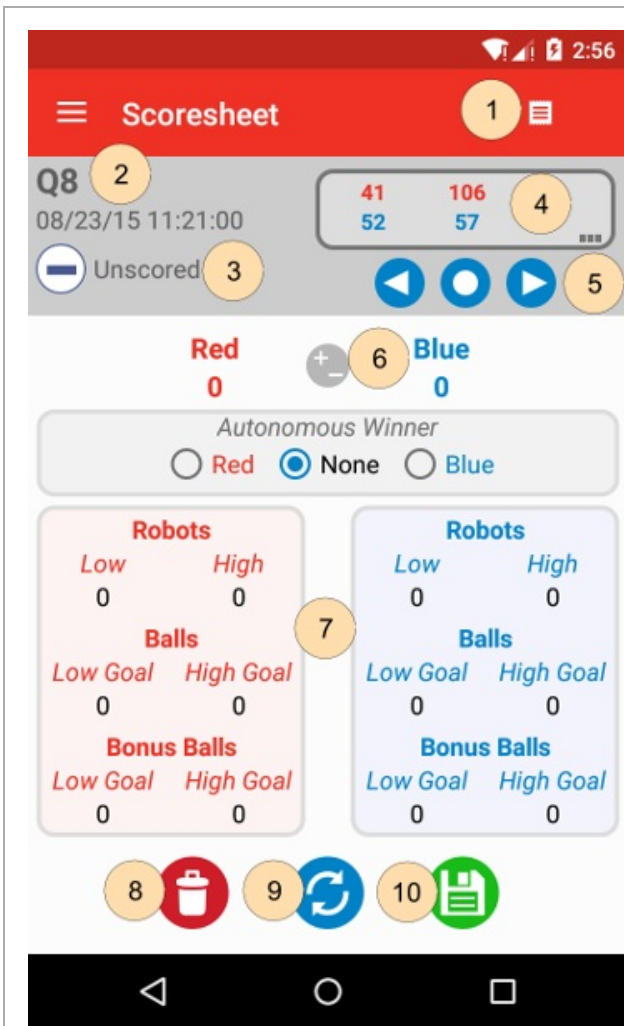 2:56
Scoresheet 1
Q8 2
08/23/15 11:21:00
Unscored 3
41 106
52 57
4
5
Red 6 Blue
0 0
Autonomous Winner
Red None Blue
Robots Robots
Low High Low High
0 0 0 0
7
Balls Balls
Low Goal High Goal Low Goal High Goal
0 0 0 0
Bonus Balls Bonus Balls
Low Goal High Goal Low Goal High Goal
0 0 0 0
8 9 10